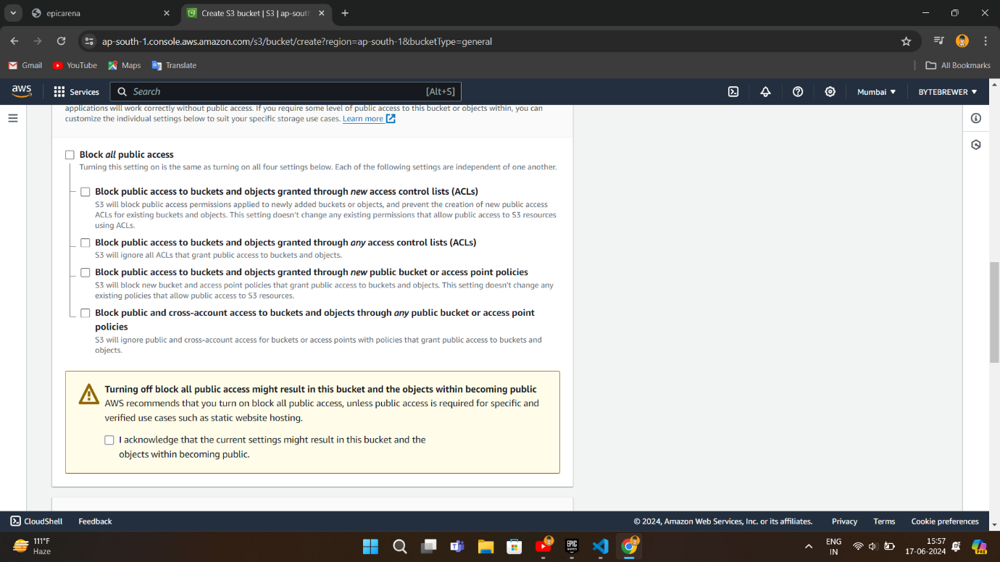 epicarena
Create S3 bucket | S3 | ap-sout
ap-south-1.console.aws.amazon.com/s3/bucket/create?region=ap-south-1&bucketType=general
Gmail YouTube Maps Translate All Bookmarks
aws Services Search [Alt+S] Mumbai BYTEBREWER
applications will work correctly without public access. If you require some level of public access to this bucket or objects within, you can
customize the individual settings below to suit your specific storage use cases. Learn more
Block all public access
Turning this setting on is the same as turning on all four settings below. Each of the following settings are independent of one another.
Block public access to buckets and objects granted through new access control lists (ACLs)
S3 will block public access permissions applied to newly added buckets or objects, and prevent the creation of new public access
ACLs for existing buckets and objects. This setting doesn't change any existing permissions that allow public access to S3 resources
using ACLs.
Block public access to buckets and objects granted through any access control lists (ACLs)
S3 will ignore all ACLs that grant public access to buckets and objects.
Block public access to buckets and objects granted through new public bucket or access point policies
S3 will block new bucket and access point policies that grant public access to buckets and objects. This setting doesn't change any
existing policies that allow public access to S3 resources.
Block public and cross-account access to buckets and objects through any public bucket or access point
policies
S3 will ignore public and cross-account access for buckets or access points with policies that grant public access to buckets and
objects.
Turning off block all public access might result in this bucket and the objects within becoming public
AWS recommends that you turn on block all public access, unless public access is required for specific and
verified use cases such as static website hosting.
I acknowledge that the current settings might result in this bucket and the
objects within becoming public.
CloudShell Feedback © 2024, Amazon Web Services, Inc. or its affiliates. Privacy Terms Cookie preferences
111°F
Haze
EPIC
GAMES
ENG
IN
15:57
17-06-2024
PRE